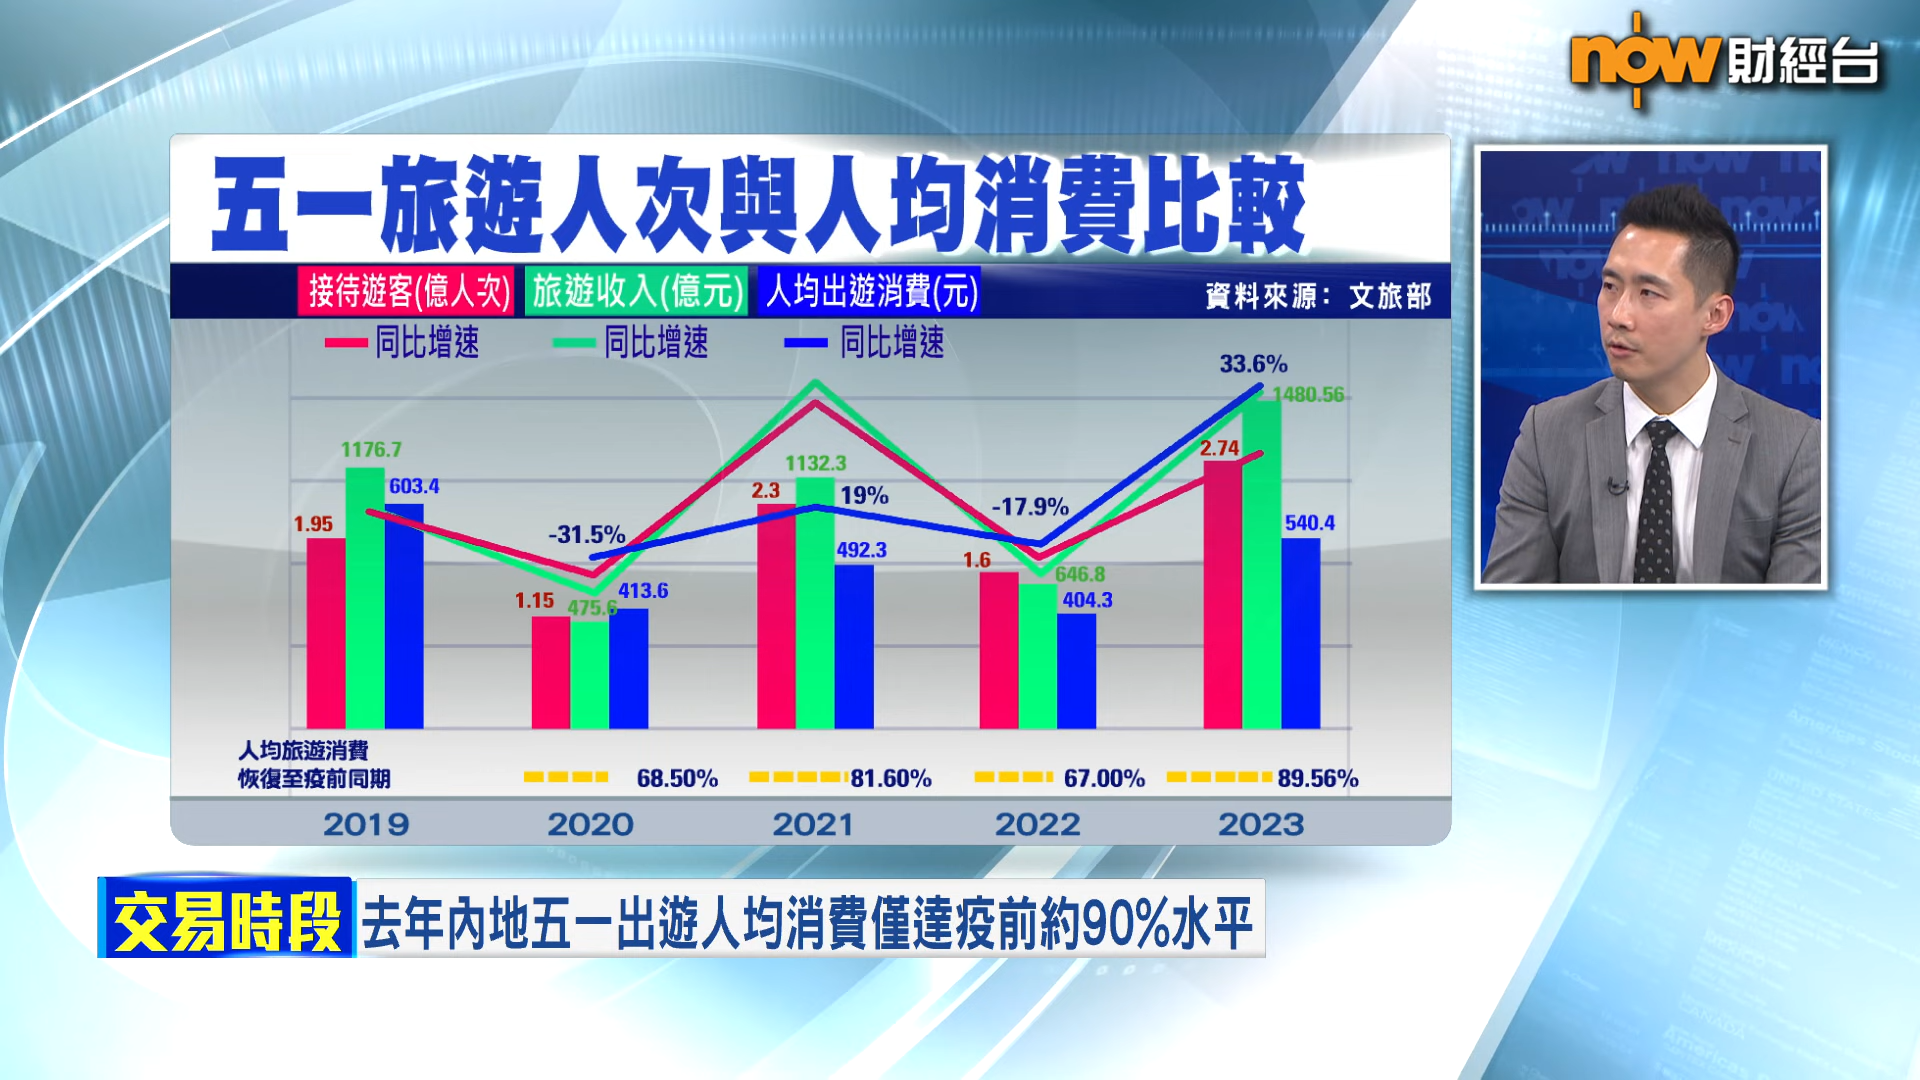 now財經台
五一旅遊人次與人均消費比較
接待遊客(億人次) 旅遊收入(億元) 人均出遊消費(元) 資料來源：文旅部
同比增速 同比增速 同比增速
33.6%
1480.56
1176.7
2.74
1132.3
603.4
2.3
19%
-17.9%
1.95
540.4
-31.5%
492.3
1.6
646.8
413.6
1.15
475.6
404.3
人均旅遊消費
恢復至疫前同期 68.50% 81.60% 67.00% 89.56%
2019 2020 2021 2022 2023
交易時段 去年內地五一出遊人均消費僅達疫前約90%水平